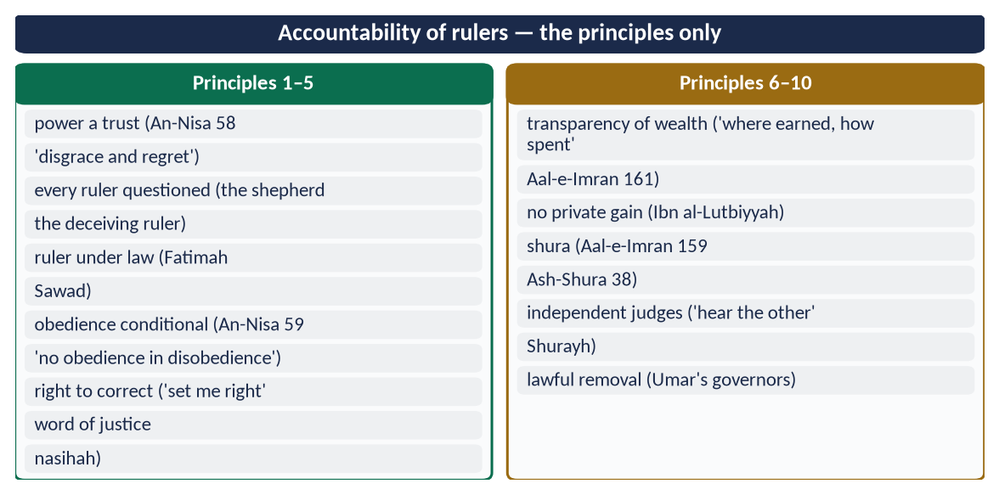 Accountability of rulers — the principles only
Principles 1–5
power a trust (An-Nisa 58
'disgrace and regret')
every ruler questioned (the shepherd
the deceiving ruler)
ruler under law (Fatimah
Sawad)
obedience conditional (An-Nisa 59
'no obedience in disobedience')
right to correct ('set me right'
word of justice
nasihah)
Principles 6–10
transparency of wealth ('where earned, how
spent'
Aal-e-Imran 161)
no private gain (Ibn al-Lutbiyyah)
shura (Aal-e-Imran 159
Ash-Shura 38)
independent judges ('hear the other'
Shurayh)
lawful removal (Umar's governors)